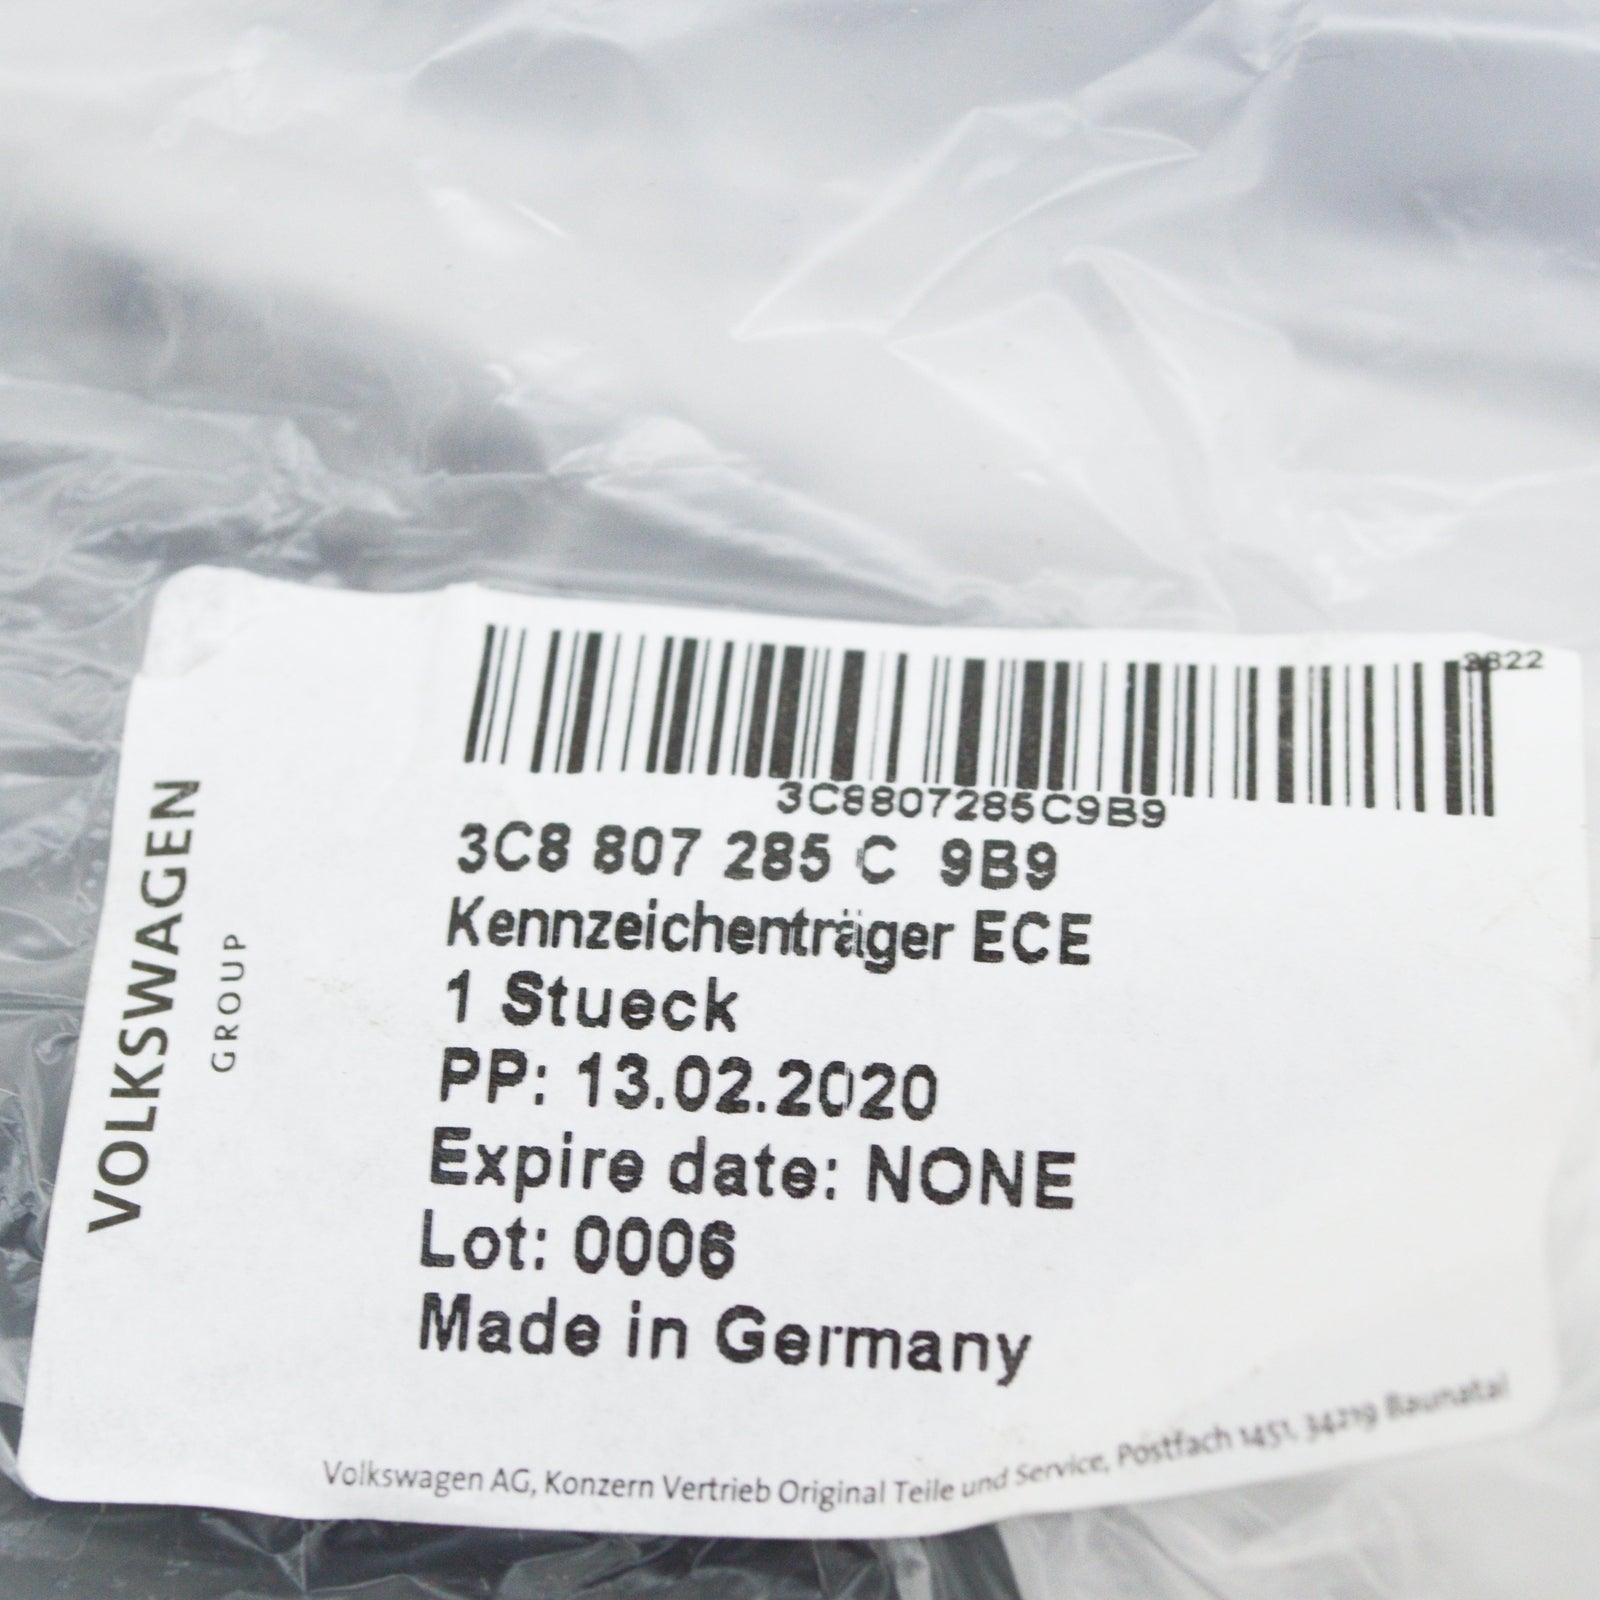 3822
3C8807285C9B9
3C8 807 285 C 9B9
Kennzeichenträger ECE
1 Stueck
PP: 13.02.2020
Expire date: NONE
Lot: 0006
Made in Germany
VOLKSWAGEN
GROUP
Volkswagen AG, Konzern Vertrieb Original Teile und Service, Postfach 1451, 34219 Baunatal